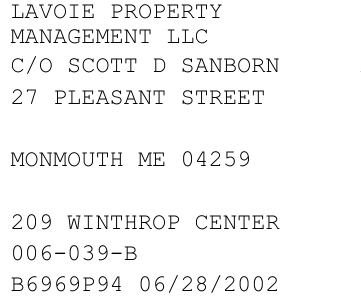 LAVOIE PROPERTY
MANAGEMENT LLC
C/O SCOTT D SANBORN
27 PLEASANT STREET
MONMOUTH ME 04259
209 WINTHROP CENTER
006-039-B
B6969P94 06/28/2002